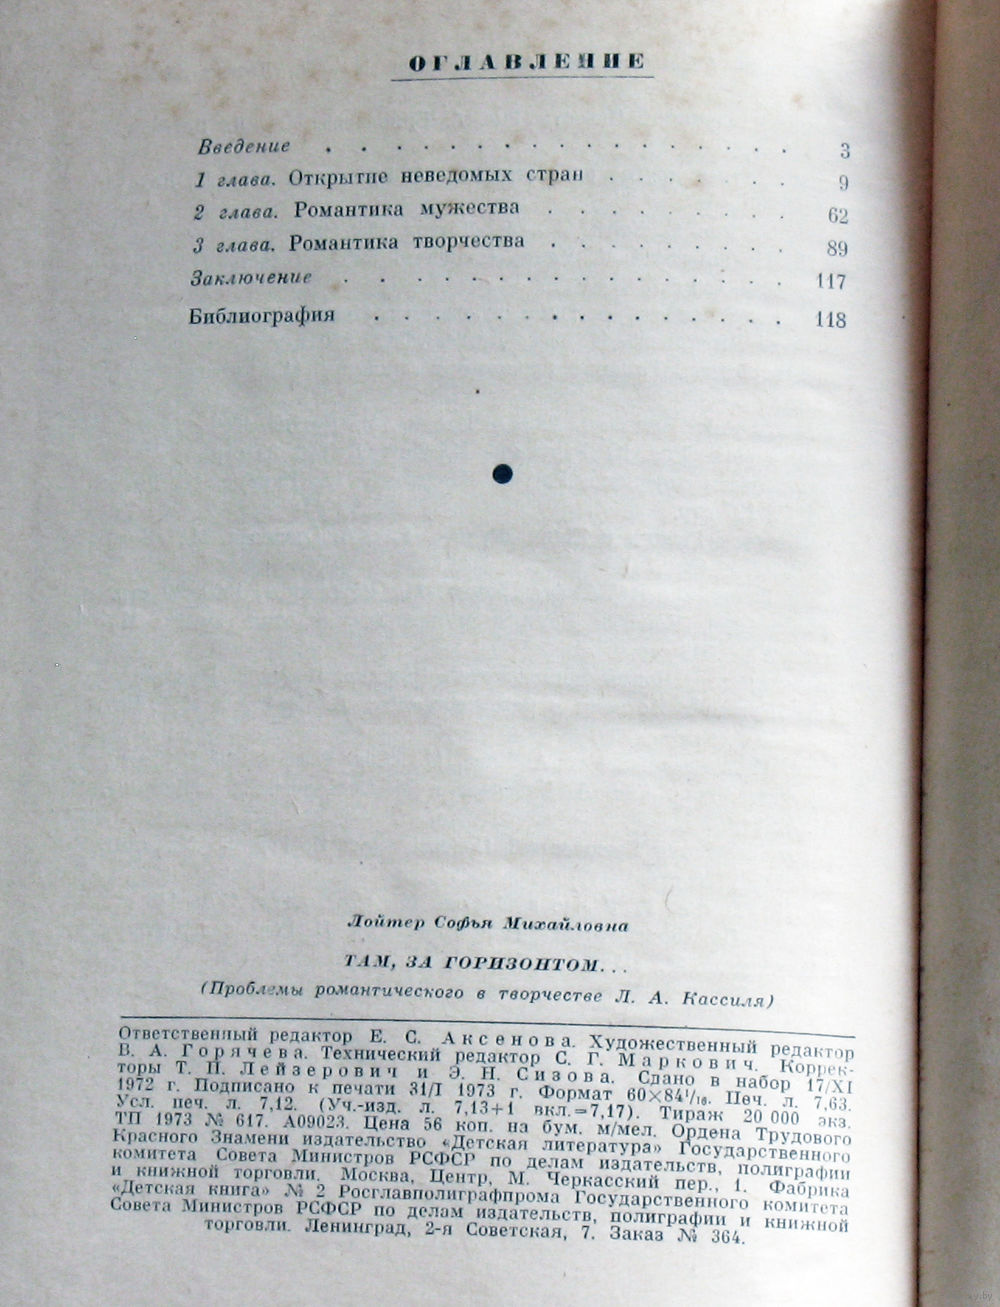 ОГЛАВЛЕНИЕ
Введение . . . . . . . . . . . . . . . . 3
1 глава. Открытие неведомых стран . . . . . . . 9
2 глава. Романтика мужества . . . . . . . . . 62
3 глава. Романтика творчества . . . . . . . . 89
Заключение . . . . . . . . . . . . . . 117
Библиография . . . . . . . . . . . . . . 118
Лойтер Софья Михайловна
ТАМ, ЗА ГОРИЗОНТОМ...
(Проблемы романтического в творчестве Л. А. Кассиля)
Ответственный редактор Е. С. Аксенова. Художественный редактор
В. А. Горячева. Технический редактор С. Г. Маркович. Коррек-
торы Т. П. Лейзерович и Э. Н. Сизова. Сдано в набор 17/XI
1972 г. Подписано к печати 31/I 1973 г. Формат 60×84¹/₁₆. Печ. л. 7,63.
Усл. печ. л. 7,12. (Уч.-изд. л. 7,13+1 вкл.=7,17). Тираж 20 000 экз.
ТП 1973 № 617. А09023. Цена 56 коп. на бум. м/мел. Ордена Трудового
Красного Знамени издательство «Детская литература» Государственного
комитета Совета Министров РСФСР по делам издательств, полиграфии
и книжной торговли. Москва, Центр, М. Черкасский пер., 1. Фабрика
«Детская книга» № 2 Росглавполиграфпрома Государственного комитета
Совета Министров РСФСР по делам издательств, полиграфии и книжной
торговли. Ленинград, 2-я Советская, 7. Заказ № 364.